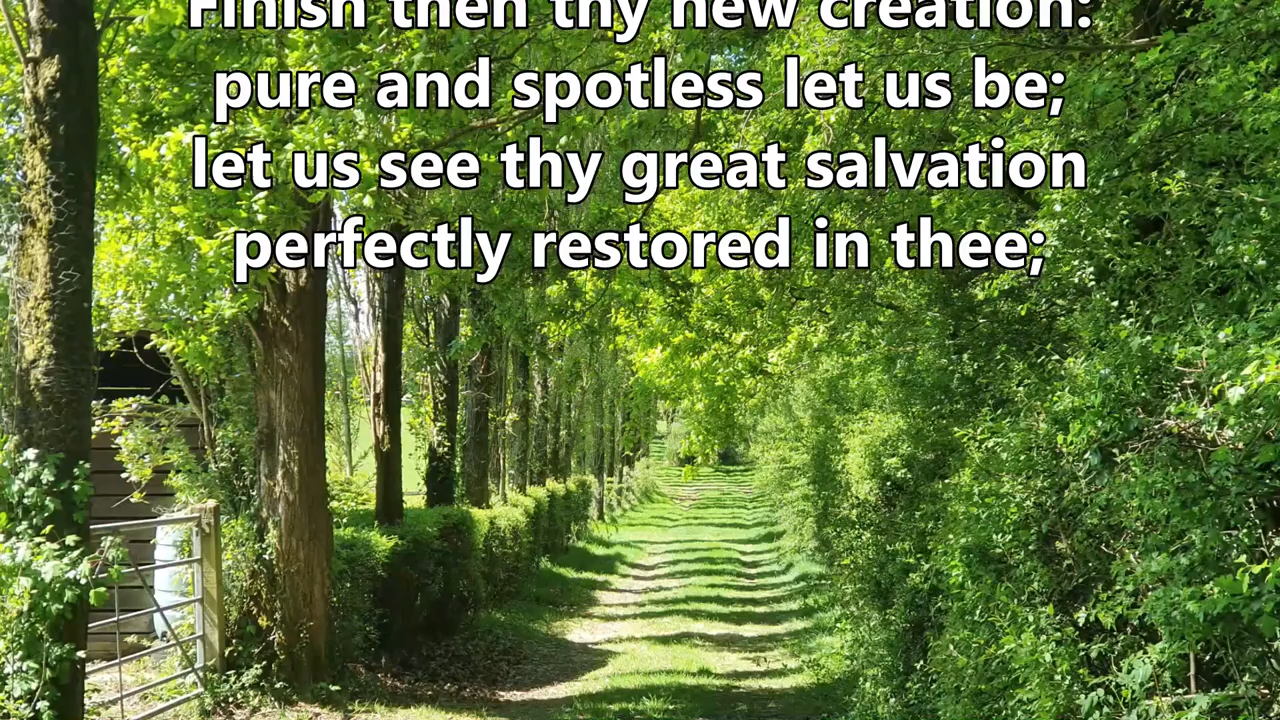 Finish then thy new creation:
pure and spotless let us be;
let us see thy great salvation
perfectly restored in thee;